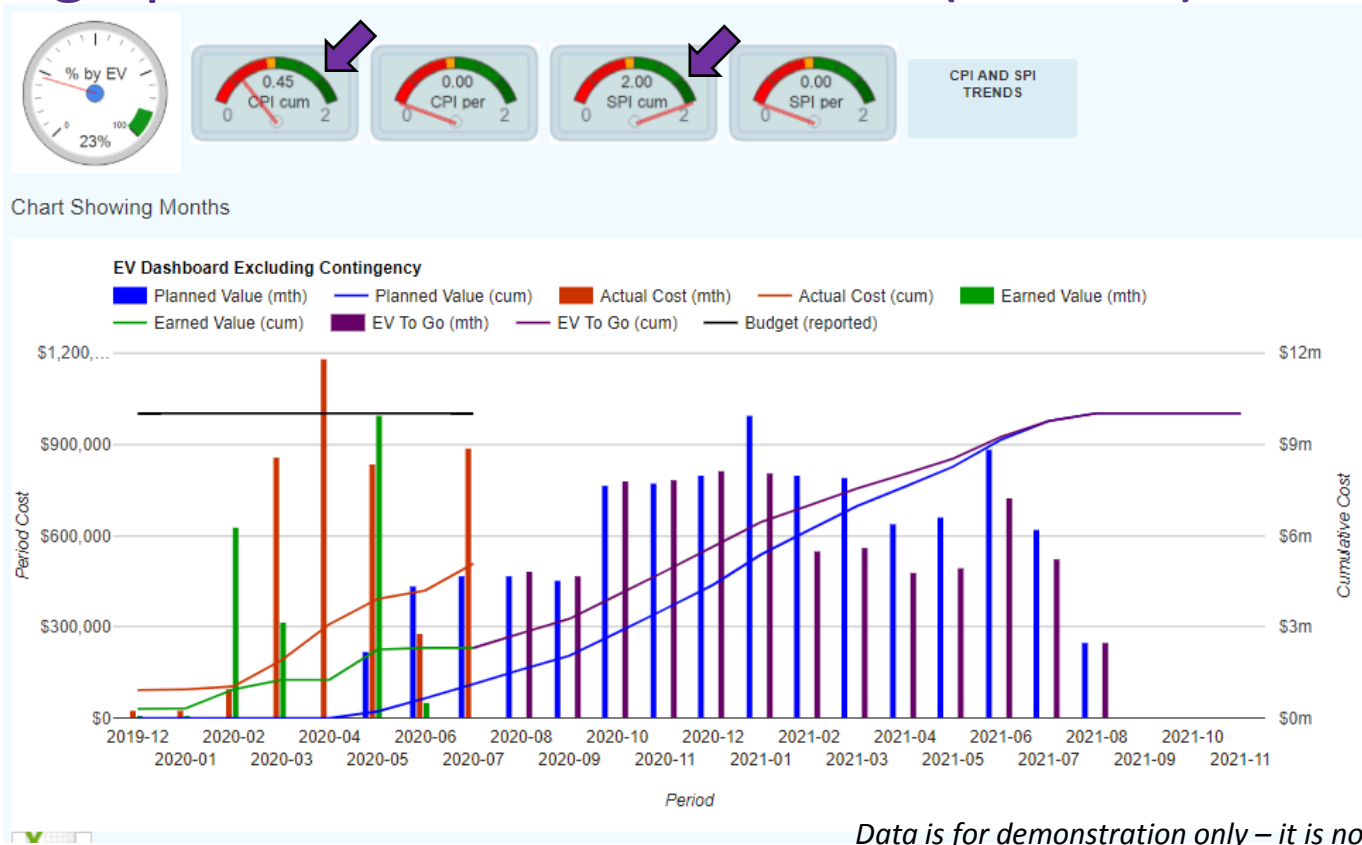 % by EV
0
100
23%
0.45
CPI cum
0 2
0.00
CPI per
0 2
2.00
SPI cum
0 2
0.00
SPI per
0 2
CPI AND SPI
TRENDS
Chart Showing Months
EV Dashboard Excluding Contingency
Planned Value (mth) Planned Value (cum) Actual Cost (mth) Actual Cost (cum) Earned Value (mth)
Earned Value (cum) EV To Go (mth) EV To Go (cum) Budget (reported)
$1,200,... $12m
$900,000 $9m
$600,000 $6m
$300,000 $3m
$0 $0m
Period Cost
Cumulative Cost
2019-12 2020-02 2020-04 2020-06 2020-08 2020-10 2020-12 2021-02 2021-04 2021-06 2021-08 2021-10
2020-01 2020-03 2020-05 2020-07 2020-09 2020-11 2021-01 2021-03 2021-05 2021-07 2021-09 2021-11
Period
Data is for demonstration only – it is no